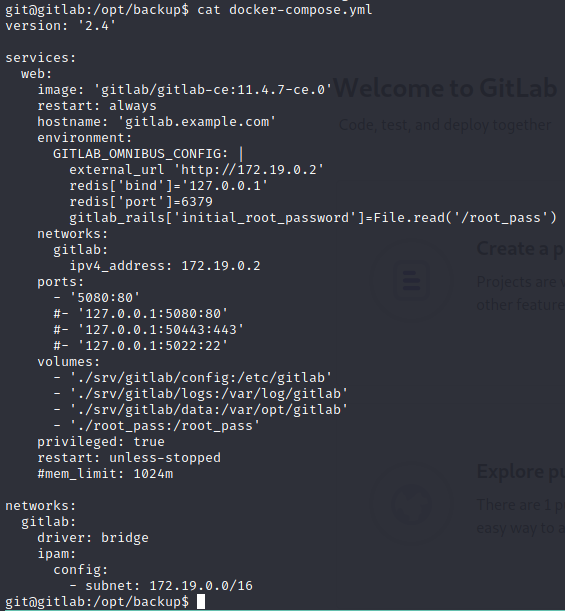 git@gitlab:/opt/backup$ cat docker-compose.yml
version: '2.4'

services:
  web:
    image: 'gitlab/gitlab-ce:11.4.7-ce.0'
    restart: always
    hostname: 'gitlab.example.com'
    environment:
      GITLAB_OMNIBUS_CONFIG: |
        external_url 'http://172.19.0.2'
        redis['bind']='127.0.0.1'
        redis['port']=6379
        gitlab_rails['initial_root_password']=File.read('/root_pass')
    networks:
      gitlab:
        ipv4_address: 172.19.0.2
    ports:
      - '5080:80'
      #- '127.0.0.1:5080:80'
      #- '127.0.0.1:50443:443'
      #- '127.0.0.1:5022:22'
    volumes:
      - './srv/gitlab/config:/etc/gitlab'
      - './srv/gitlab/logs:/var/log/gitlab'
      - './srv/gitlab/data:/var/opt/gitlab'
      - './root_pass:/root_pass'
    privileged: true
    restart: unless-stopped
    #mem_limit: 1024m

networks:
  gitlab:
    driver: bridge
    ipam:
      config:
        - subnet: 172.19.0.0/16
git@gitlab:/opt/backup$
Welcome to GitLab
Code, test, and deploy together
Create a
Projects are
other feature
Explore
There are 1
easy way to